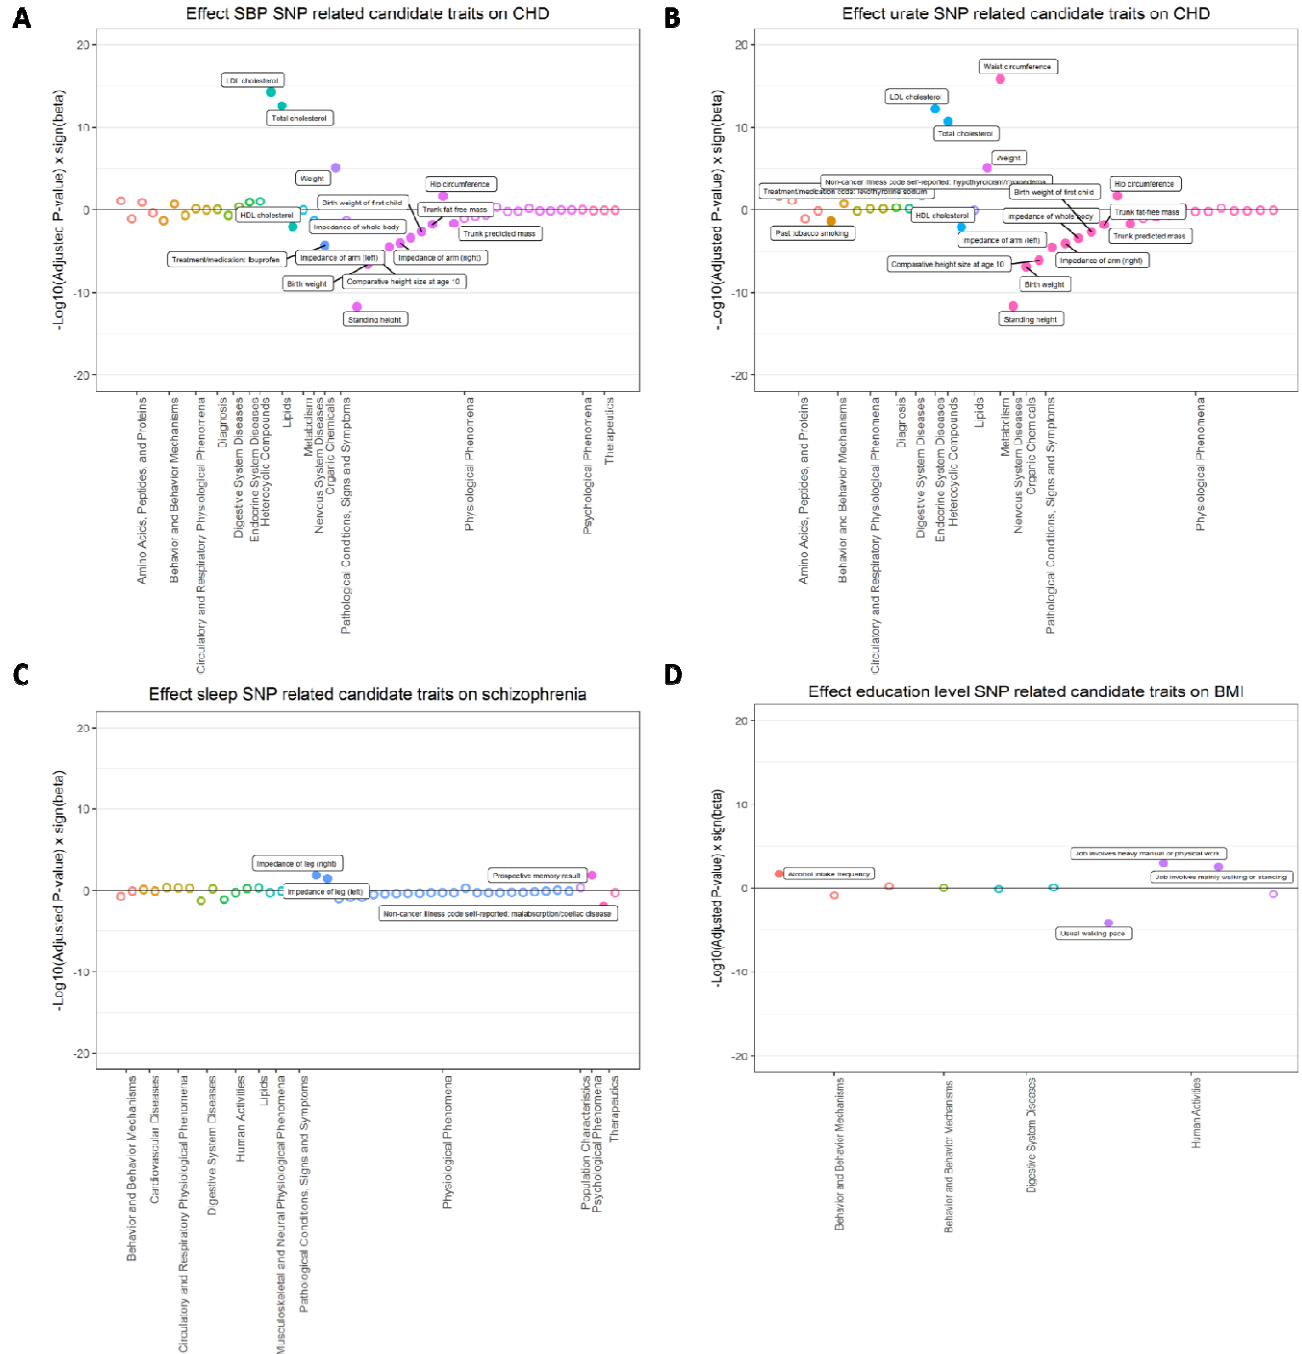 A
Effect SBP SNP related candidate traits on CHD
-Log10(Adjusted P-value) x sign(beta)
20
10
0
-10
-20
LDL cholesterol
Total cholesterol
Weight
Hip circumference
Birth weight of first child
Trunk fat-free mass
HDL cholesterol
Impedance of whole body
Trunk predicted mass
Treatment/medication: Ibuprofen
Impedance of arm (left)
Impedance of arm (right)
Birth weight
Comparative height size at age 10
Standing height
Amino Acids, Peptides, and Proteins
Behavior and Behavior Mechanisms
Circulatory and Respiratory Physiological Phenomena
Diagnosis
Digestive System Diseases
Endocrine System Diseases
Heterocyclic Compounds
Lipids
Metabolism
Nervous System Diseases
Organic Chemicals
Pathological Conditions, Signs and Symptoms
Physiological Phenomena
Psychological Phenomena
Therapeutics
B
Effect urate SNP related candidate traits on CHD
-Log10(Adjusted P-value) x sign(beta)
20
10
0
-10
-20
Waist circumference
LDL cholesterol
Total cholesterol
Weight
Non-cancer illness code self-reported: hypothyroidism/myxoedema
Treatment/medication code: levothyroxine sodium
Birth weight of first child
Hip circumference
HDL cholesterol
Impedance of whole body
Trunk fat-free mass
Past tobacco smoking
Impedance of arm (left)
Trunk predicted mass
Comparative height size at age 10
Impedance of arm (right)
Birth weight
Standing height
Amino Acids, Peptides, and Proteins
Behavior and Behavior Mechanisms
Circulatory and Respiratory Physiological Phenomena
Diagnosis
Digestive System Diseases
Endocrine System Diseases
Heterocyclic Compounds
Lipids
Metabolism
Nervous System Diseases
Organic Chemicals
Pathological Conditions, Signs and Symptoms
Physiological Phenomena
C
Effect sleep SNP related candidate traits on schizophrenia
-Log10(Adjusted P-value) x sign(beta)
20
10
0
-10
-20
Impedance of leg (right)
Impedance of leg (left)
Prospective memory result
Non-cancer illness code self-reported: malabsorption/coeliac disease
Behavior and Behavior Mechanisms
Cardiovascular Diseases
Circulatory and Respiratory Physiological Phenomena
Digestive System Diseases
Human Activities
Lipids
Musculoskeletal and Neural Physiological Phenomena
Pathological Conditions, Signs and Symptoms
Physiological Phenomena
Population Characteristics
Psychological Phenomena
Therapeutics
D
Effect education level SNP related candidate traits on BMI
-Log10(Adjusted P-value) x sign(beta)
20
10
0
-10
-20
Job involves heavy manual or physical work
Alcohol intake frequency
Job involves mainly walking or standing
Usual walking pace
Behavior and Behavior Mechanisms
Behavior and Behavior Mechanisms
Digestive System Diseases
Human Activities